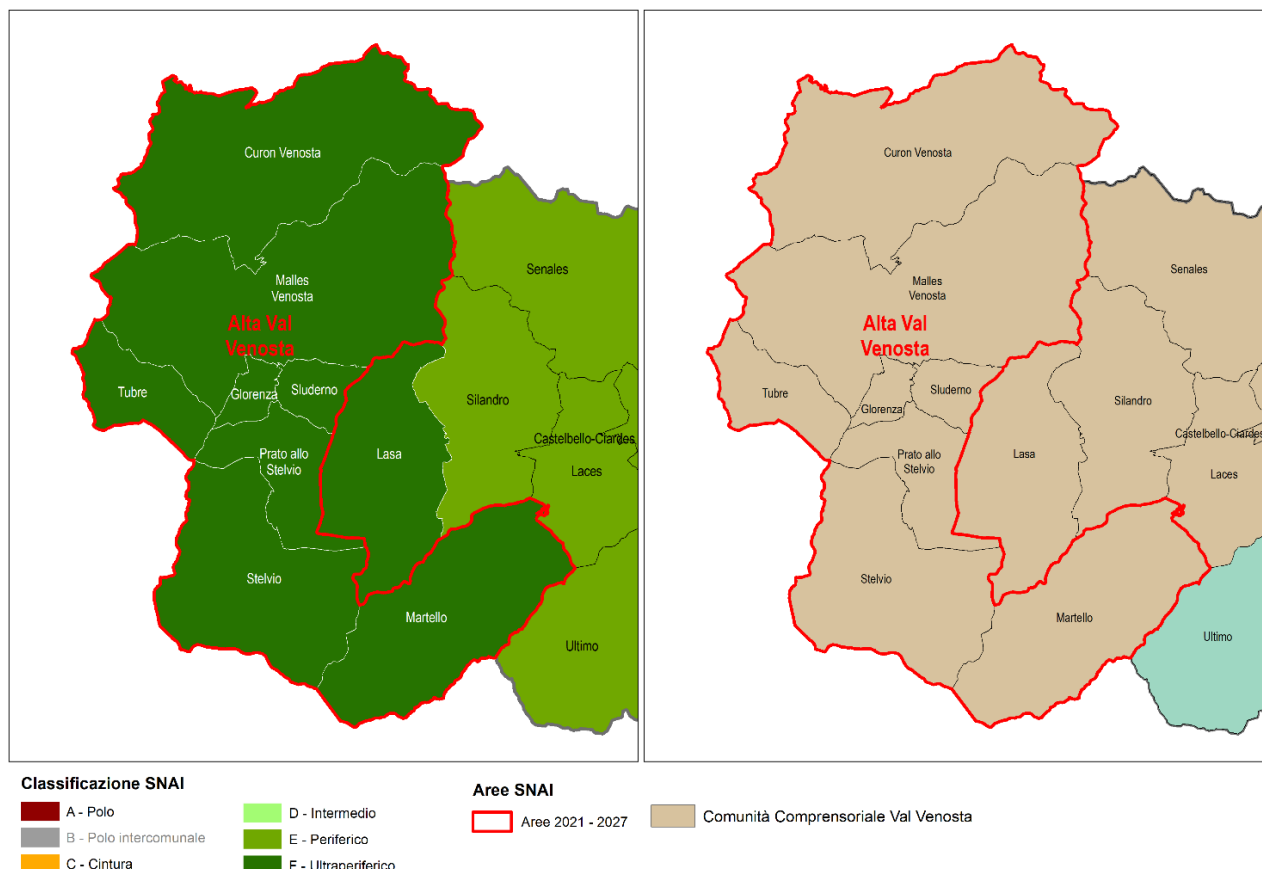 Curon Venosta
Senales
Malles
Venosta
Alta Val
Venosta
Tubre
Glorenza
Sluderno
Silandro
Castelbello-Ciardes
Prato allo
Stelvio
Lasa
Laces
Stelvio
Martello
Ultimo
Curon Venosta
Senales
Malles
Venosta
Alta Val
Venosta
Tubre
Glorenza
Sluderno
Silandro
Castelbello-Ciardes
Prato allo
Stelvio
Lasa
Laces
Stelvio
Martello
Ultimo
Classificazione SNAI
A - Polo
B - Polo intercomunale
C - Cintura
D - Intermedio
E - Periferico
F - Ultraperiferico
Aree SNAI
Aree 2021 - 2027
Comunità Comprensoriale Val Venosta